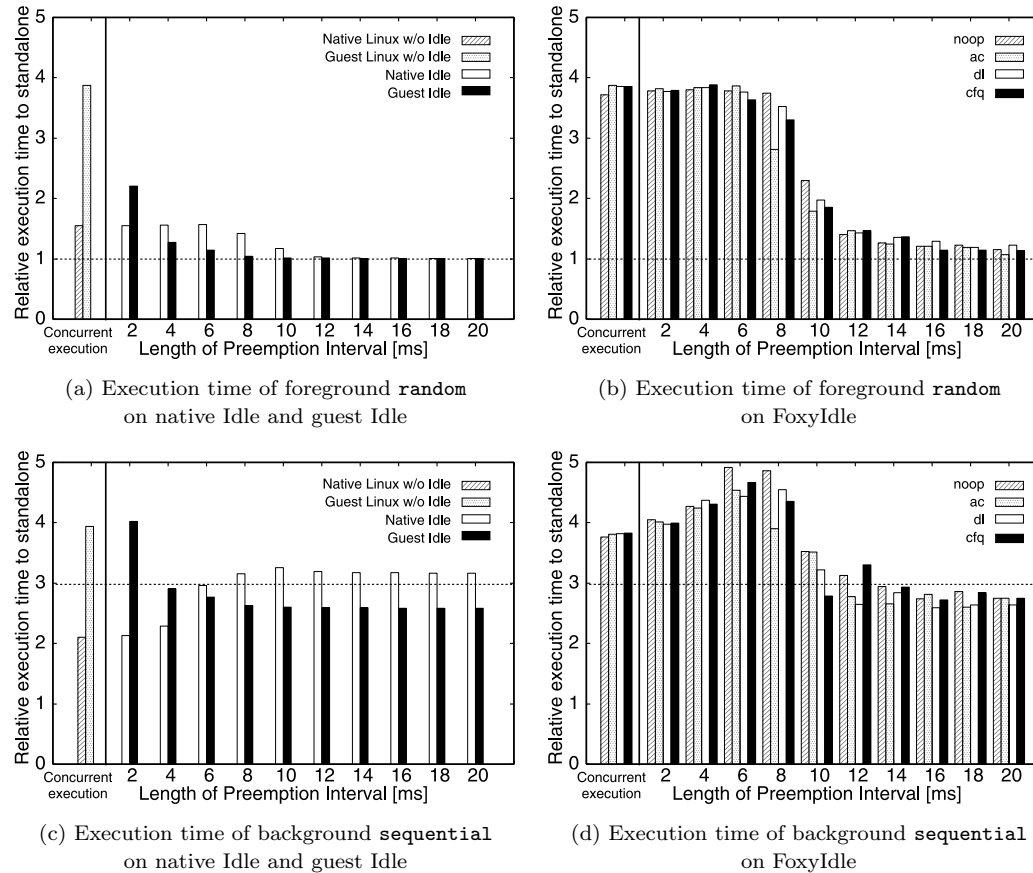 Relative execution time to standalone
5
4
3
2
1
0
Native Linux w/o Idle
Guest Linux w/o Idle
Native Idle
Guest Idle
Concurrent execution
2 4 6 8 10 12 14 16 18 20
Length of Preemption Interval [ms]
(a) Execution time of foreground random
on native Idle and guest Idle
Relative execution time to standalone
5
4
3
2
1
0
noop
ac
dl
cfq
Concurrent execution
2 4 6 8 10 12 14 16 18 20
Length of Preemption Interval [ms]
(b) Execution time of foreground random
on FoxyIdle
Relative execution time to standalone
5
4
3
2
1
0
Native Linux w/o Idle
Guest Linux w/o Idle
Native Idle
Guest Idle
Concurrent execution
2 4 6 8 10 12 14 16 18 20
Length of Preemption Interval [ms]
(c) Execution time of background sequential
on native Idle and guest Idle
Relative execution time to standalone
5
4
3
2
1
0
noop
ac
dl
cfq
Concurrent execution
2 4 6 8 10 12 14 16 18 20
Length of Preemption Interval [ms]
(d) Execution time of background sequential
on FoxyIdle